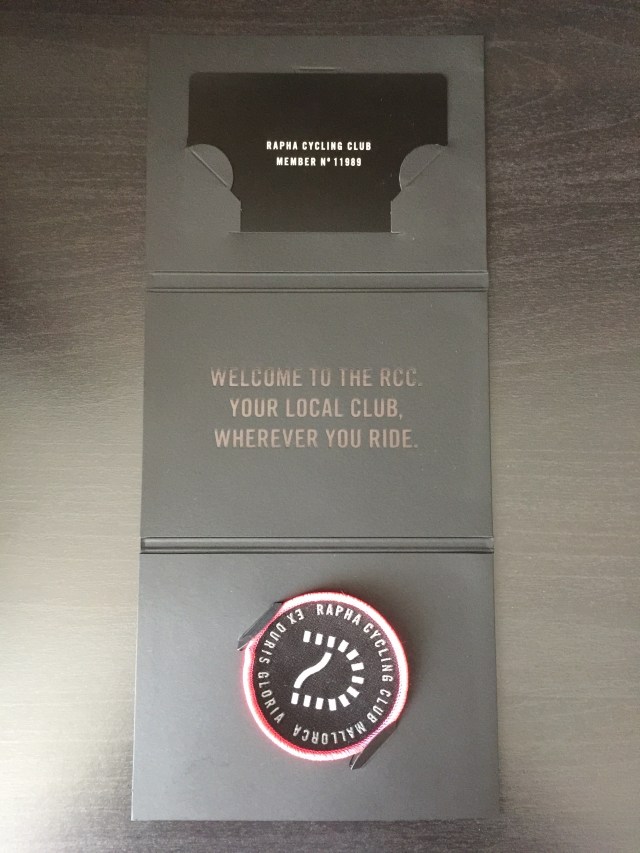 RAPHA CYCLING CLUB
MEMBER Nº 11989
WELCOME TO THE RCC.
YOUR LOCAL CLUB,
WHEREVER YOU RIDE.
RAPHA CYCLING CLUB MALLORCA
EX DURIS GLORIA